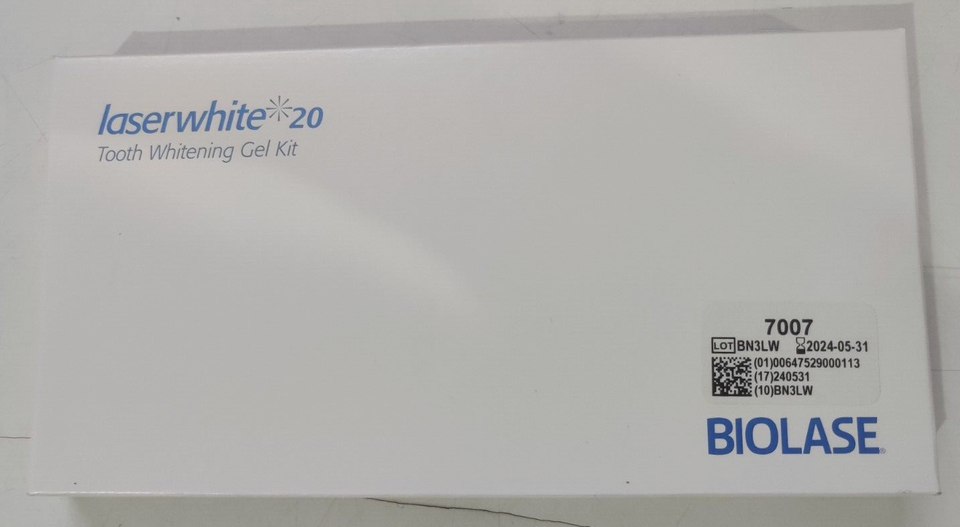 laserwhite 20
Tooth Whitening Gel Kit
7007
LOT BN3LW 2024-05-31
(01)00647529000113
(17)240531
(10)BN3LW
BIOLASE®